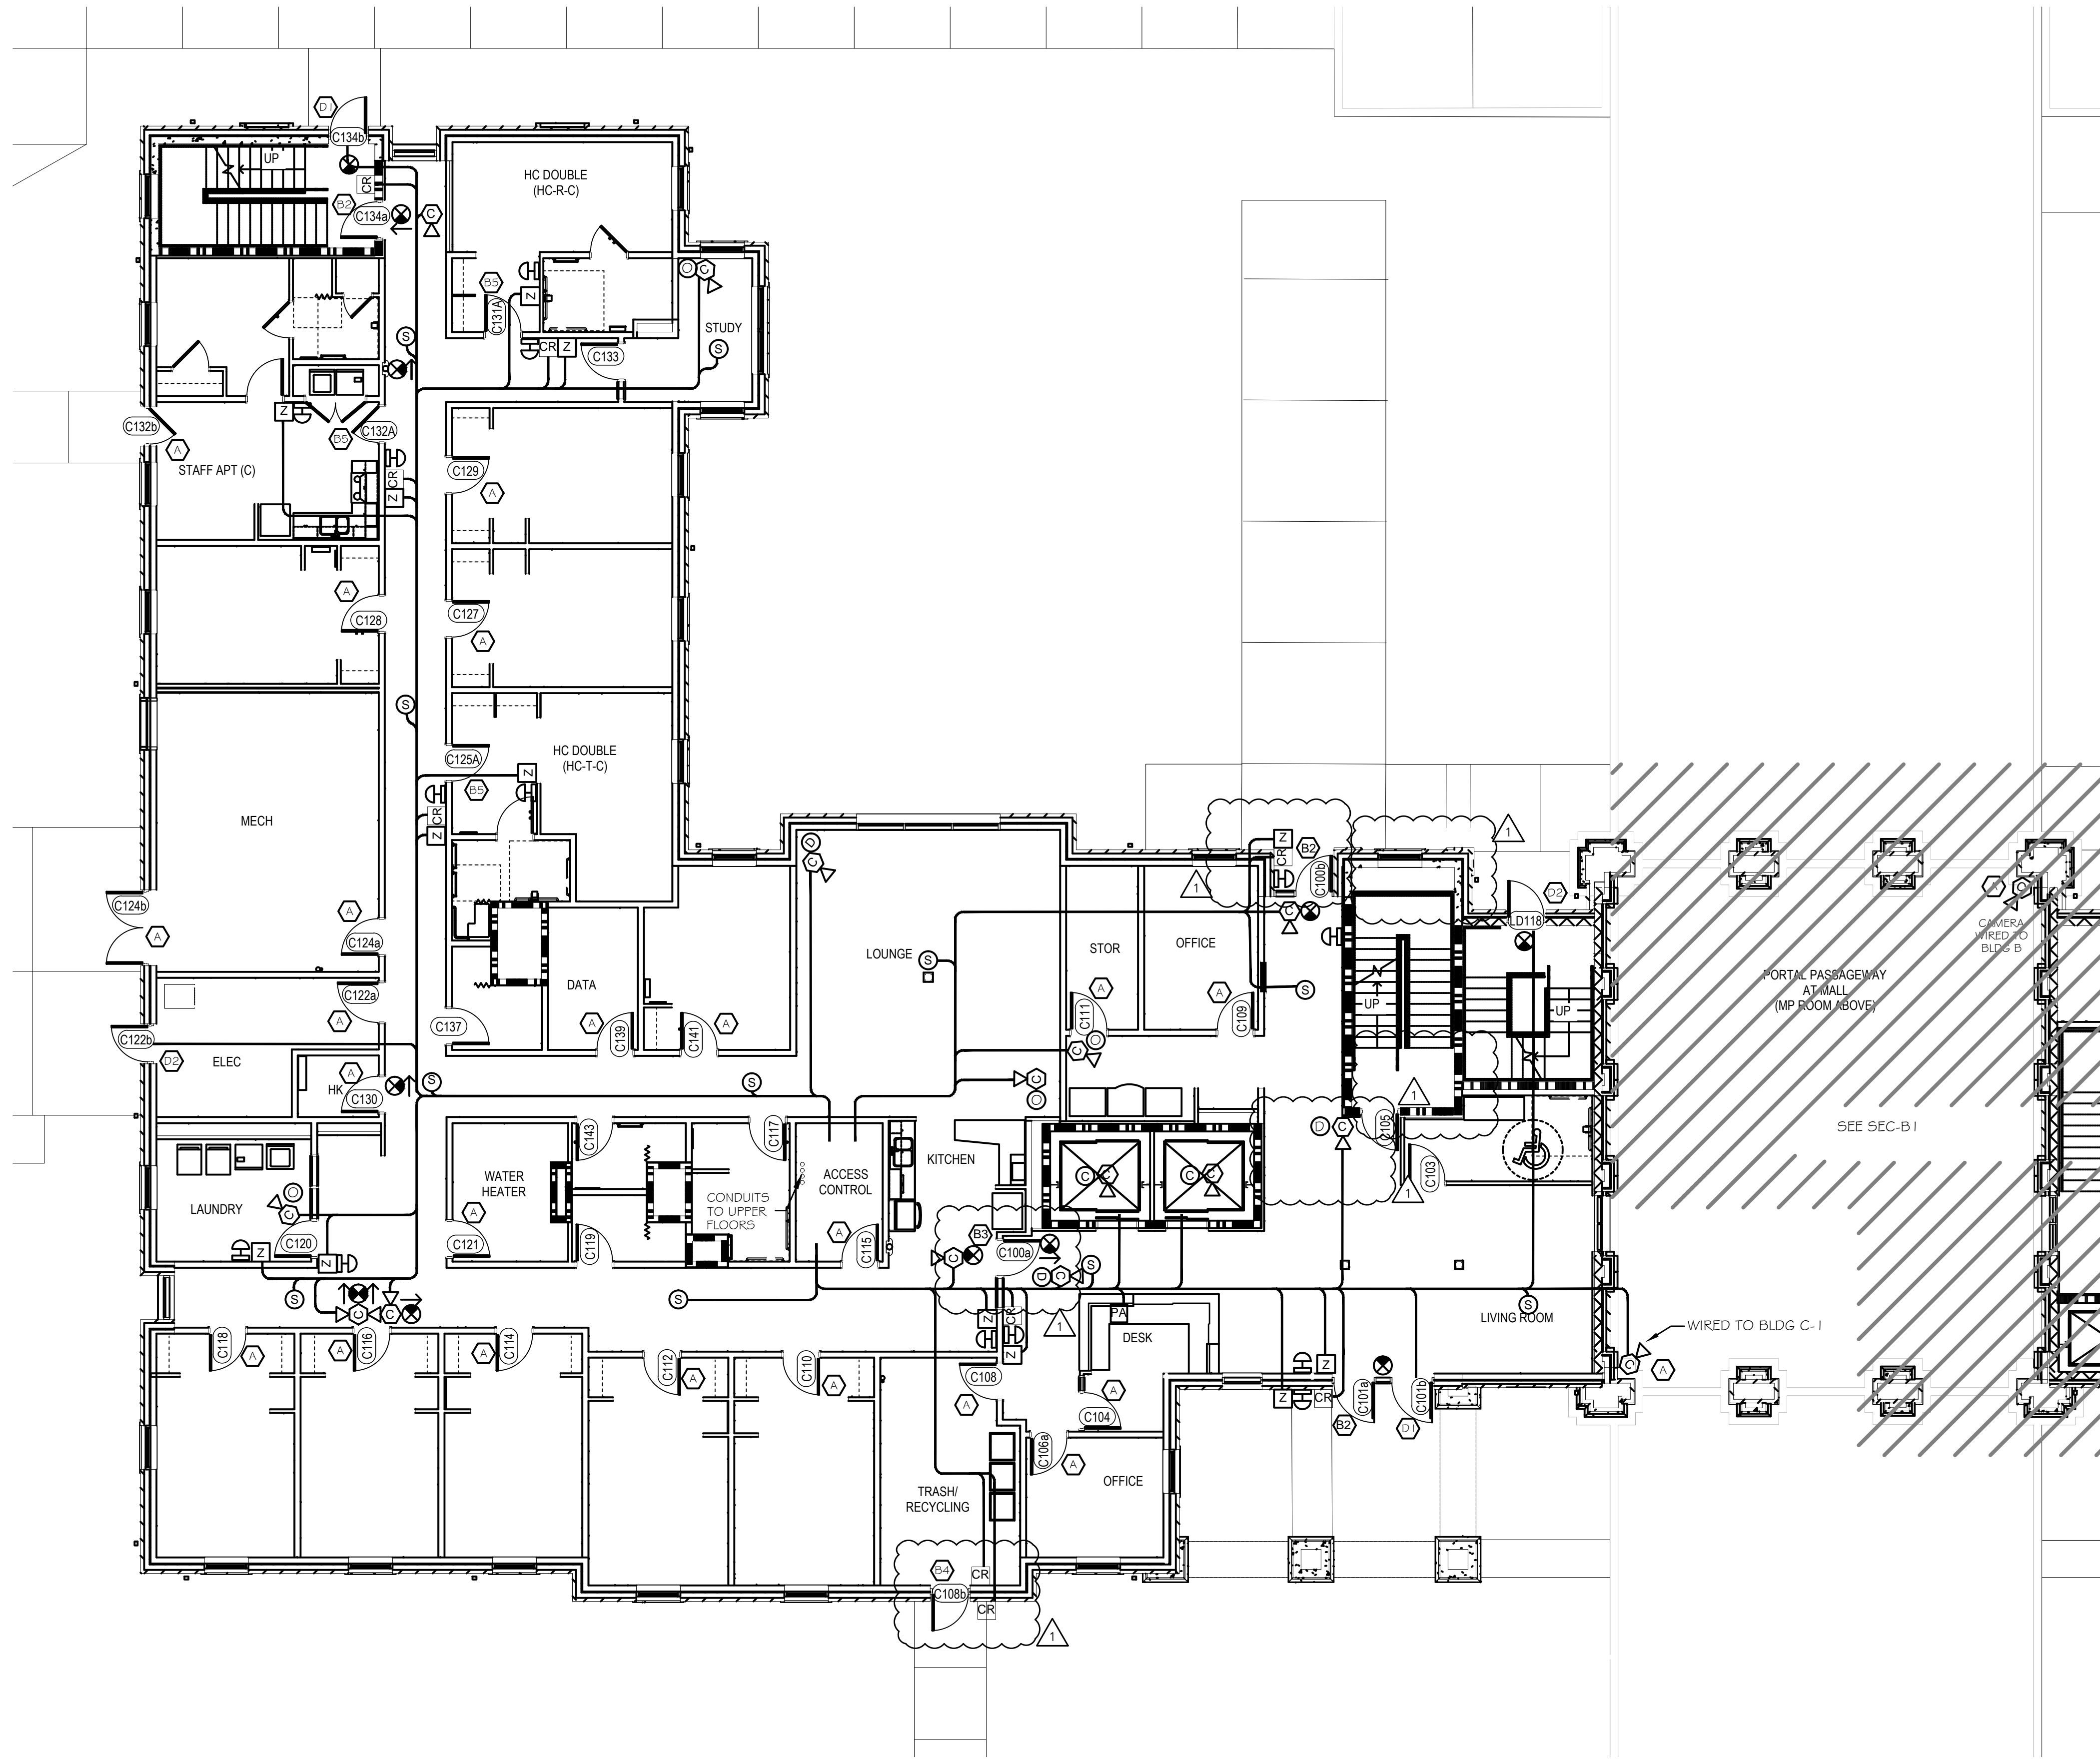 D1
C134b
UP
CR
B2
C134a
C
HC DOUBLE
(HC-R-C)
B5
C131A
Z
C
STUDY
S
S
CR
Z
C133
Z
C132b
A
B5
C132A
STAFF APT (C)
CR
Z
C129
A
A
C128
C127
A
S
C125A
HC DOUBLE
(HC-T-C)
Z
B5
CR
Z
MECH
D
C
Z
CR
B2
C100b
1
1
C124b
A
A
C124a
C
D2
LD118
A
C
CAMERA
WIRED TO
BLDG B
STOR
OFFICE
LOUNGE
S
PORTAL PASSAGEWAY
AT MALL
(MP ROOM ABOVE)
DATA
C122a
A
A
C111
A
C109
S
UP
UP
C137
A
C139
C141
A
C122b
D2
ELEC
C
A
HK
C130
S
S
C
1
SEE SEC-B1
C143
C117
D
C
C105
KITCHEN
WATER
HEATER
ACCESS
CONTROL
C
C
C
C
C103
CONDUITS
TO UPPER
FLOORS
LAUNDRY
C
A
1
C120
C121
C119
A
C115
B3
C100a
Z
Z
C
D
C
S
S
C
C
S
Z
CR
PA
S
LIVING ROOM
WIRED TO BLDG C-1
DESK
C118
A
A
C116
A
C114
C112
A
C110
A
Z
1
C108
A
Z
Z
CR
C101a
C101b
C
A
A
C104
B2
D1
C106a
A
OFFICE
TRASH/
RECYCLING
B4
CR
C108b
CR
1